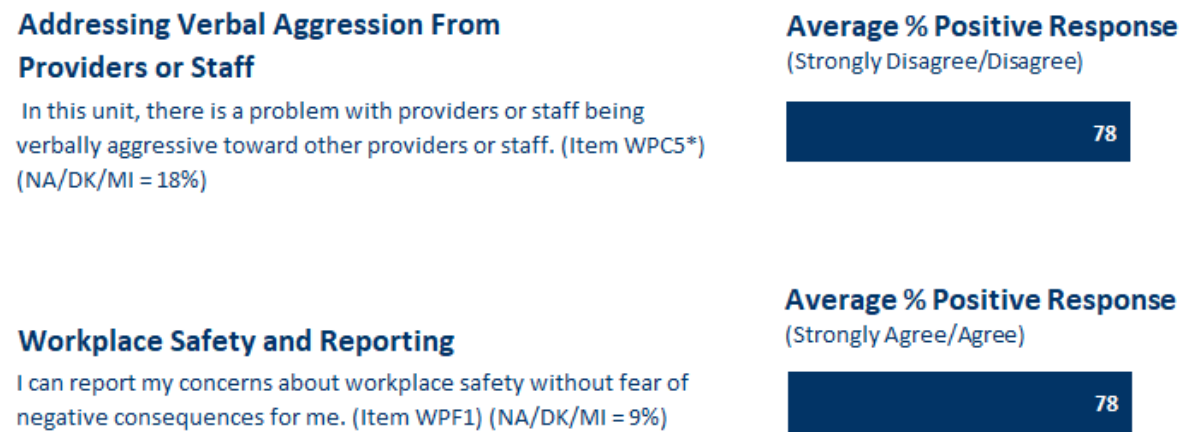 Addressing Verbal Aggression From
Providers or Staff
In this unit, there is a problem with providers or staff being
verbally aggressive toward other providers or staff. (Item WPC5*)
(NA/DK/MI = 18%)
Average % Positive Response
(Strongly Disagree/Disagree)
78
Workplace Safety and Reporting
I can report my concerns about workplace safety without fear of
negative consequences for me. (Item WPF1) (NA/DK/MI = 9%)
Average % Positive Response
(Strongly Agree/Agree)
78